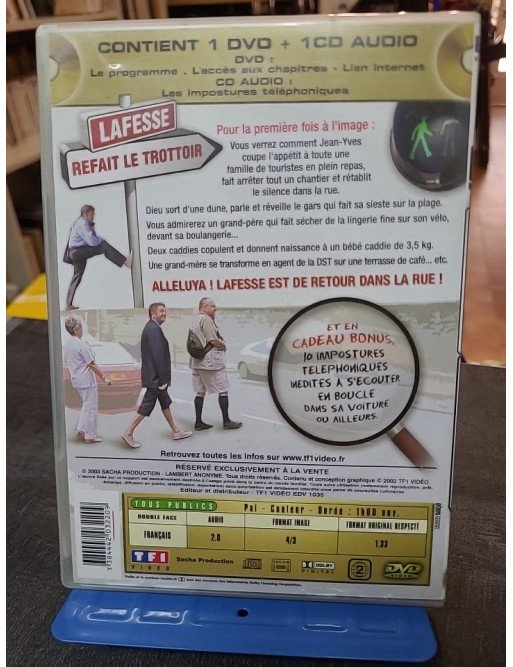 CONTIENT 1 DVD + 1 CD AUDIO
DVD :
Le programme . L'accès aux chapitres - Lien Internet
CD AUDIO :
Les impostures téléphoniques
LAFESSE
REFAIT LE TROTTOIR
Pour la première fois à l'image :
Vous verrez comment Jean-Yves
coupe l'appétit à toute une
famille de touristes en plein repas,
fait arrêter tout un chantier et rétablit
le silence dans la rue.
Dieu sort d'une dune, parle et réveille le gars qui fait sa sieste sur la plage.
Vous admirerez un grand-père qui fait sécher de la lingerie fine sur son vélo,
devant sa boulangerie...
Deux caddies copulent et donnent naissance à un bébé caddie de 3,5 kg.
Une grand-mère se transforme en agent de la DST sur une terrasse de café... etc.
ALLELUYA ! LAFESSE EST DE RETOUR DANS LA RUE !
ET EN
CADEAU BONUS,
10 IMPOSTURES
TELEPHONIQUES
INEDITES A S'ECOUTER
EN BOUCLE
DANS SA VOITURE
OU AILLEURS.
Retrouvez toutes les infos sur www.tf1video.fr
RÉSERVÉ EXCLUSIVEMENT À LA VENTE
© 2003 SACHA PRODUCTION - LAMBERT ANONYME. Tous droits réservés. Contenu et conception graphique © 2000 TF1 VIDÉO
Editeur et distributeur - TF1 VIDÉO EDV 1035
TOUS PUBLICS
Pal - Couleur - Durée : 1h00 env.
DOUBLE FACE
AUDIO
FORMAT IMAGE
FORMAT ORIGINAL RESPECTÉ
FRANÇAIS
2.0
4/3
1.33
TF1
VIDEO
Sacha Production
DOLBY
DIGITAL
2
DVD
VIDEO